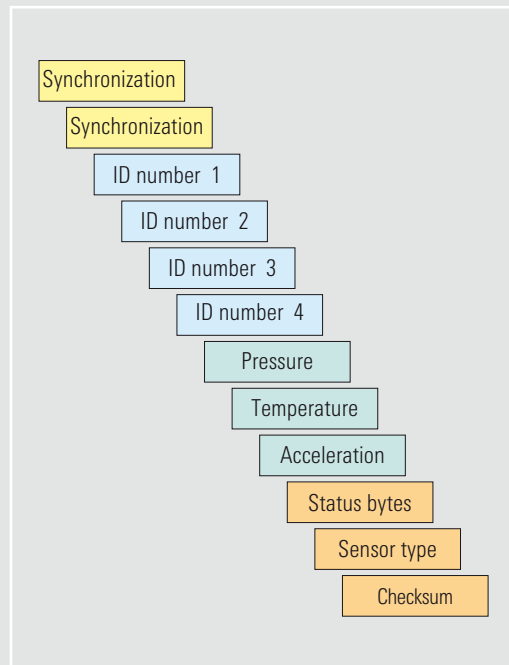 Synchronization
Synchronization
ID number 1
ID number 2
ID number 3
ID number 4
Pressure
Temperature
Acceleration
Status bytes
Sensor type
Checksum